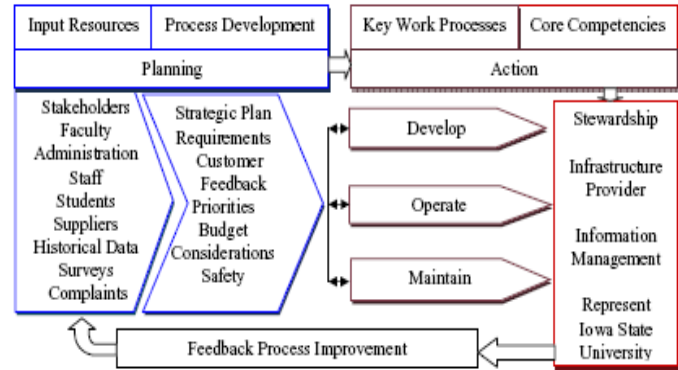 Input Resources
Process Development
Key Work Processes
Core Competencies
Planning
Action
Stakeholders
Faculty
Administration
Staff
Students
Suppliers
Historical Data
Surveys
Complaints
Strategic Plan
Requirements
Customer
Feedback
Priorities
Budget
Considerations
Safety
Develop
Operate
Maintain
Stewardship
Infrastructure
Provider
Information
Management
Represent
Iowa State
University
Feedback Process Improvement